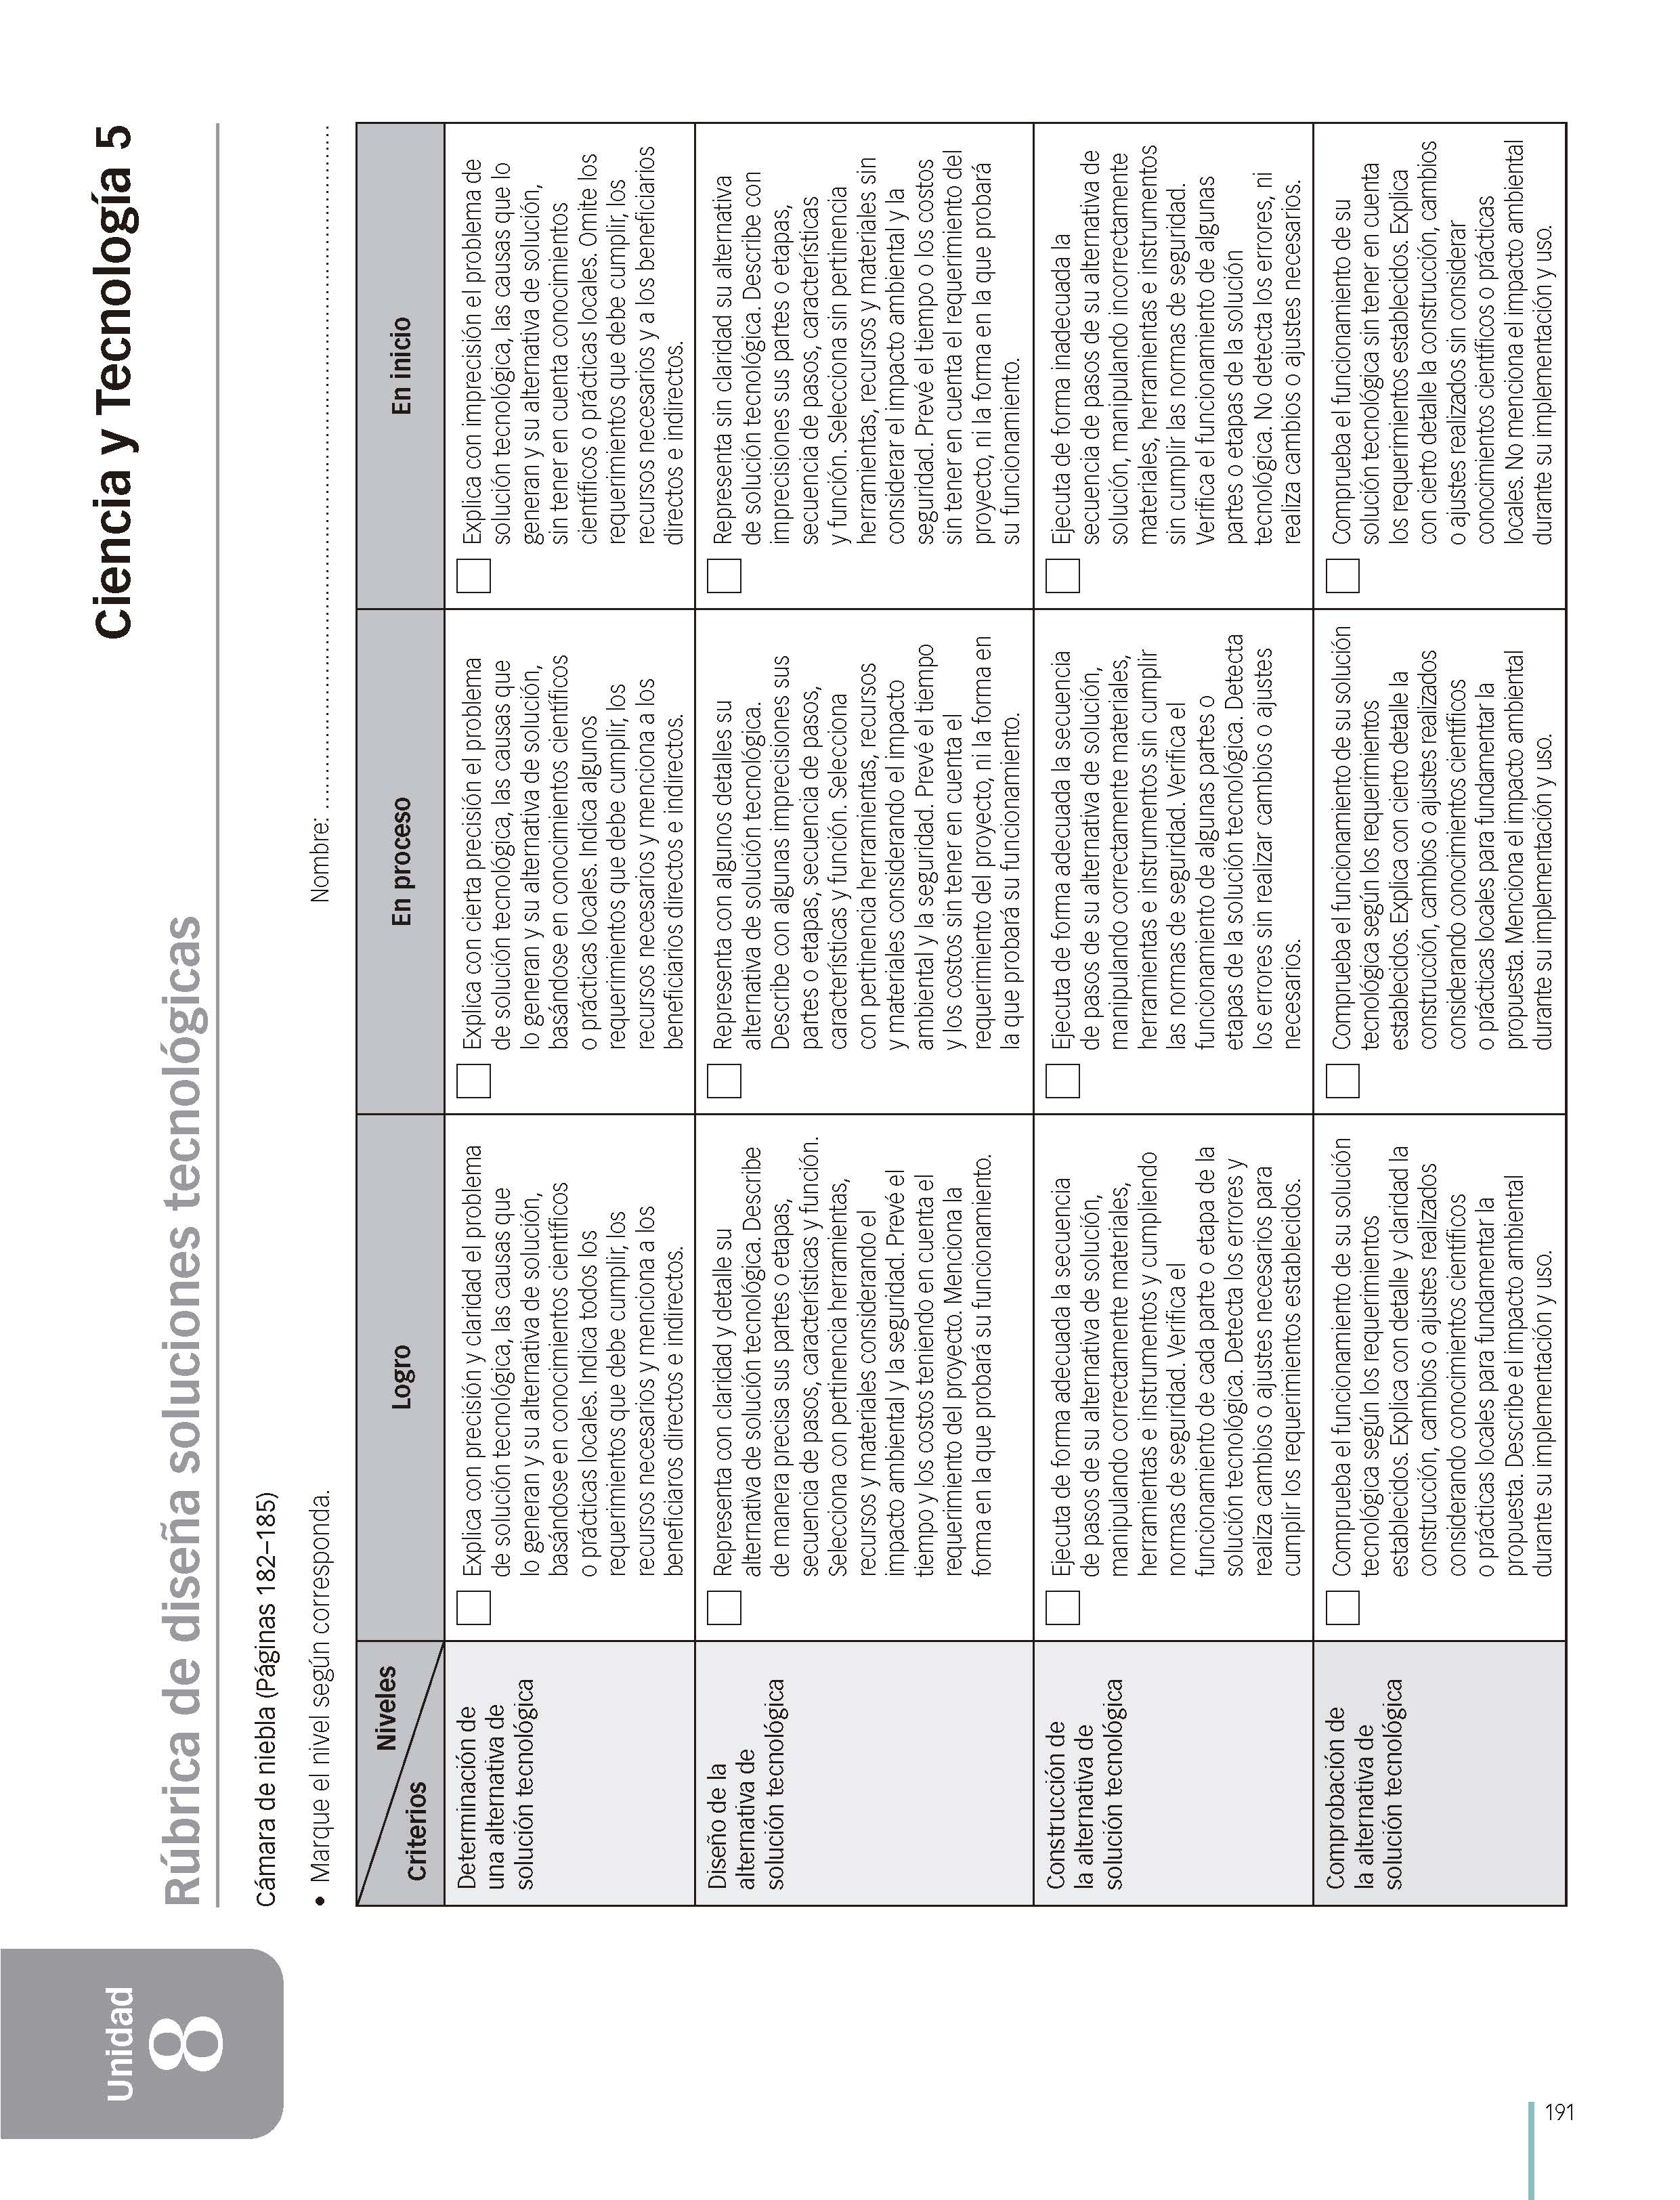 Unidad
8
Ciencia y Tecnología 5
Rúbrica de diseña soluciones tecnológicas
Cámara de niebla (Páginas 182–185)
• Marque el nivel según corresponda.
Nombre: ........................................................................
Niveles
Criterios
Logro
En proceso
En inicio
Determinación de
una alternativa de
solución tecnológica
Explica con precisión y claridad el problema
de solución tecnológica, las causas que
lo generan y su alternativa de solución,
basándose en conocimientos científicos
o prácticas locales. Indica todos los
requerimientos que debe cumplir, los
recursos necesarios y menciona a los
beneficiaros directos e indirectos.
Explica con cierta precisión el problema
de solución tecnológica, las causas que
lo generan y su alternativa de solución,
basándose en conocimientos científicos
o prácticas locales. Indica algunos
requerimientos que debe cumplir, los
recursos necesarios y menciona a los
beneficiarios directos e indirectos.
Explica con imprecisión el problema de
solución tecnológica, las causas que lo
generan y su alternativa de solución,
sin tener en cuenta conocimientos
científicos o prácticas locales. Omite los
requerimientos que debe cumplir, los
recursos necesarios y a los beneficiarios
directos e indirectos.
Diseño de la
alternativa de
solución tecnológica
Representa con claridad y detalle su
alternativa de solución tecnológica. Describe
de manera precisa sus partes o etapas,
secuencia de pasos, características y función.
Selecciona con pertinencia herramientas,
recursos y materiales considerando el
impacto ambiental y la seguridad. Prevé el
tiempo y los costos teniendo en cuenta el
requerimiento del proyecto. Menciona la
forma en la que probará su funcionamiento.
Representa con algunos detalles su
alternativa de solución tecnológica.
Describe con algunas imprecisiones sus
partes o etapas, secuencia de pasos,
características y función. Selecciona
con pertinencia herramientas, recursos
y materiales considerando el impacto
ambiental y la seguridad. Prevé el tiempo
y los costos sin tener en cuenta el
requerimiento del proyecto, ni la forma en
la que probará su funcionamiento.
Representa sin claridad su alternativa
de solución tecnológica. Describe con
imprecisiones sus partes o etapas,
secuencia de pasos, características
y función. Selecciona sin pertinencia
herramientas, recursos y materiales sin
considerar el impacto ambiental y la
seguridad. Prevé el tiempo o los costos
sin tener en cuenta el requerimiento del
proyecto, ni la forma en la que probará
su funcionamiento.
Construcción de
la alternativa de
solución tecnológica
Ejecuta de forma adecuada la secuencia
de pasos de su alternativa de solución,
manipulando correctamente materiales,
herramientas e instrumentos y cumpliendo
normas de seguridad. Verifica el
funcionamiento de cada parte o etapa de la
solución tecnológica. Detecta los errores y
realiza cambios o ajustes necesarios para
cumplir los requerimientos establecidos.
Ejecuta de forma adecuada la secuencia
de pasos de su alternativa de solución,
manipulando correctamente materiales,
herramientas e instrumentos sin cumplir
las normas de seguridad. Verifica el
funcionamiento de algunas partes o
etapas de la solución tecnológica. Detecta
los errores sin realizar cambios o ajustes
necesarios.
Ejecuta de forma inadecuada la
secuencia de pasos de su alternativa de
solución, manipulando incorrectamente
materiales, herramientas e instrumentos
sin cumplir las normas de seguridad.
Verifica el funcionamiento de algunas
partes o etapas de la solución
tecnológica. No detecta los errores, ni
realiza cambios o ajustes necesarios.
Comprobación de
la alternativa de
solución tecnológica
Comprueba el funcionamiento de su solución
tecnológica según los requerimientos
establecidos. Explica con detalle y claridad la
construcción, cambios o ajustes realizados
considerando conocimientos científicos
o prácticas locales para fundamentar la
propuesta. Describe el impacto ambiental
durante su implementación y uso.
Comprueba el funcionamiento de su solución
tecnológica según los requerimientos
establecidos. Explica con cierto detalle la
construcción, cambios o ajustes realizados
considerando conocimientos científicos
o prácticas locales para fundamentar la
propuesta. Menciona el impacto ambiental
durante su implementación y uso.
Comprueba el funcionamiento de su
solución tecnológica sin tener en cuenta
los requerimientos establecidos. Explica
con cierto detalle la construcción, cambios
o ajustes realizados sin considerar
conocimientos científicos o prácticas
locales. No menciona el impacto ambiental
durante su implementación y uso.
191